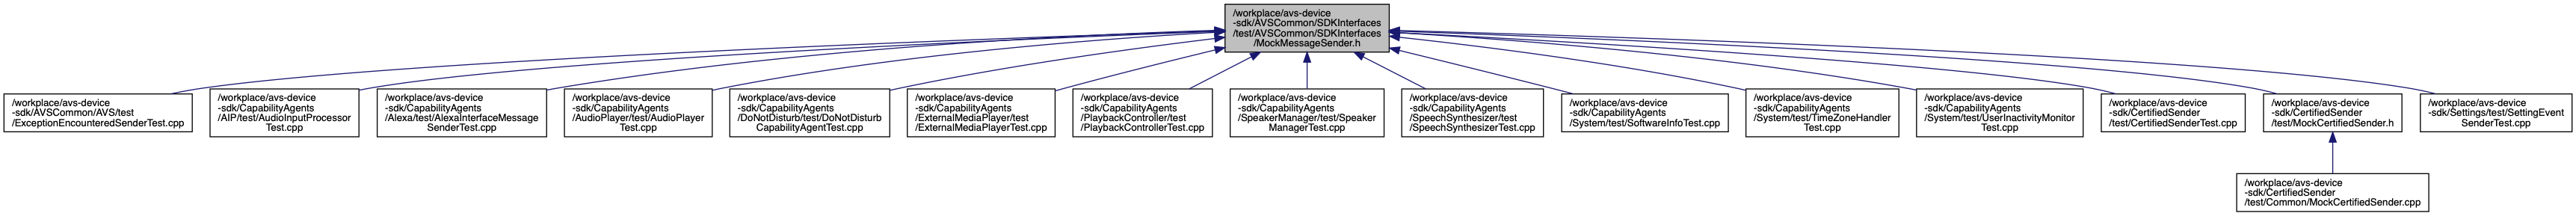 /workplace/avs-device
-sdk/AVSCommon/SDKInterfaces
/test/AVSCommon/SDKInterfaces
/MockMessageSender.h
/workplace/avs-device
-sdk/AVSCommon/AVS/test
/ExceptionEncounteredSenderTest.cpp
/workplace/avs-device
-sdk/CapabilityAgents
/AIP/test/AudioInputProcessor
Test.cpp
/workplace/avs-device
-sdk/CapabilityAgents
/Alexa/test/AlexaInterfaceMessage
SenderTest.cpp
/workplace/avs-device
-sdk/CapabilityAgents
/AudioPlayer/test/AudioPlayer
Test.cpp
/workplace/avs-device
-sdk/CapabilityAgents
/DoNotDisturb/test/DoNotDisturb
CapabilityAgentTest.cpp
/workplace/avs-device
-sdk/CapabilityAgents
/ExternalMediaPlayer/test
/ExternalMediaPlayerTest.cpp
/workplace/avs-device
-sdk/CapabilityAgents
/PlaybackController/test
/PlaybackControllerTest.cpp
/workplace/avs-device
-sdk/CapabilityAgents
/SpeakerManager/test/Speaker
ManagerTest.cpp
/workplace/avs-device
-sdk/CapabilityAgents
/SpeechSynthesizer/test
/SpeechSynthesizerTest.cpp
/workplace/avs-device
-sdk/CapabilityAgents
/System/test/SoftwareInfoTest.cpp
/workplace/avs-device
-sdk/CapabilityAgents
/System/test/TimeZoneHandler
Test.cpp
/workplace/avs-device
-sdk/CapabilityAgents
/System/test/UserInactivityMonitor
Test.cpp
/workplace/avs-device
-sdk/CertifiedSender
/test/CertifiedSenderTest.cpp
/workplace/avs-device
-sdk/CertifiedSender
/test/MockCertifiedSender.h
/workplace/avs-device
-sdk/Settings/test/SettingEvent
SenderTest.cpp
/workplace/avs-device
-sdk/CertifiedSender
/test/Common/MockCertifiedSender.cpp